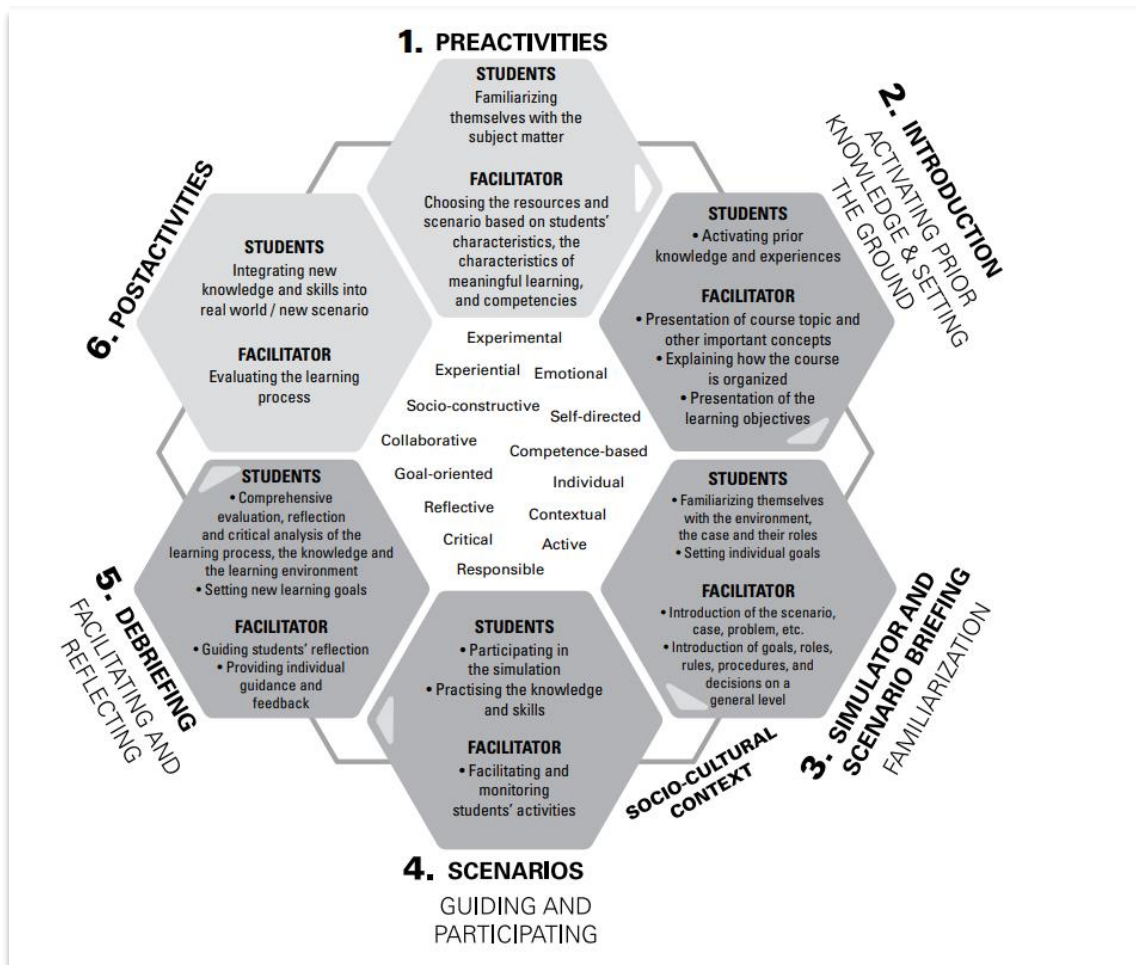 1. PREACTIVITIES
STUDENTS
Familiarizing
themselves with the
subject matter
FACILITATOR
Choosing the resources and
scenario based on students'
characteristics, the
characteristics of
meaningful learning,
and competencies
2. INTRODUCTION
ACTIVATING PRIOR
KNOWLEDGE & SETTING
THE GROUND
STUDENTS
• Activating prior
knowledge and experiences
FACILITATOR
• Presentation of course topic and
other important concepts
• Explaining how the course
is organized
• Presentation of the
learning objectives
3. SIMULATOR AND
SCENARIO BRIEFING
FAMILIARIZATION
STUDENTS
• Familiarizing themselves
with the environment,
the case and their roles
• Setting individual goals
FACILITATOR
• Introduction of the scenario,
case, problem, etc.
• Introduction of goals, roles,
rules, procedures, and
decisions on a
general level
SOCIO-CULTURAL
CONTEXT
STUDENTS
• Participating in
the simulation
• Practising the knowledge
and skills
FACILITATOR
• Facilitating and
monitoring
students' activities
4. SCENARIOS
GUIDING AND
PARTICIPATING
5. DEBRIEFING
FACILITATING AND
REFLECTING
STUDENTS
• Comprehensive
evaluation, reflection
and critical analysis of the
learning process, the knowledge and
the learning environment
• Setting new learning goals
FACILITATOR
• Guiding students' reflection
• Providing individual
guidance and
feedback
6. POSTACTIVITIES
STUDENTS
Integrating new
knowledge and skills into
real world / new scenario
FACILITATOR
Evaluating the learning
process
Experimental
Experiential
Emotional
Socio-constructive
Self-directed
Collaborative
Competence-based
Goal-oriented
Individual
Reflective
Contextual
Critical
Active
Responsible